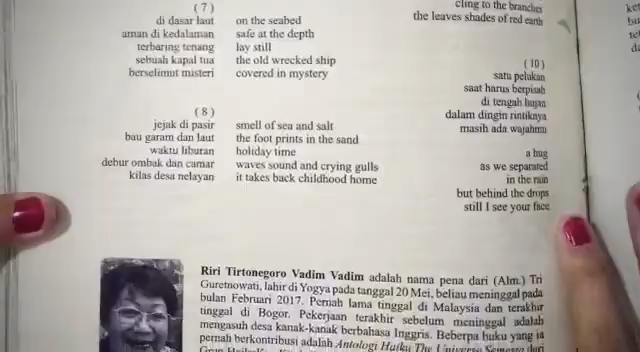 ( 7 )
di dasar laut on the seabed
aman di kedalaman safe at the depth
terbaring tenang lay still
sebuah kapal tua the old wrecked ship
berselimut misteri covered in mystery
( 8 )
jejak di pasir smell of sea and salt
bau garam dan laut the foot prints in the sand
waktu liburan holiday time
debur ombak dan camar waves sound and crying gulls
kilas desa nelayan it takes back childhood home
cling to the branches
the leaves shades of red earth
( 10 )
satu pelukan
saat harus berpisah
di tengah hujan
dalam dingin rintiknya
masih ada wajahmu
a hug
as we separated
in the rain
but behind the drops
still I see your face
Riri Tirtonegoro Vadim Vadim adalah nama pena dari (Alm.) Tri
Guretnowati, lahir di Yogya pada tanggal 20 Mei, beliau meninggal pada
bulan Februari 2017. Pernah lama tinggal di Malaysia dan terakhir
tinggal di Bogor. Pekerjaan terakhir sebelum meninggal adalah
mengasuh desa kanak-kanak berbahasa Inggris. Beberpa buku yang ia
pernah berkontribusi adalah Antologi Haiku The Universe Semesta dari